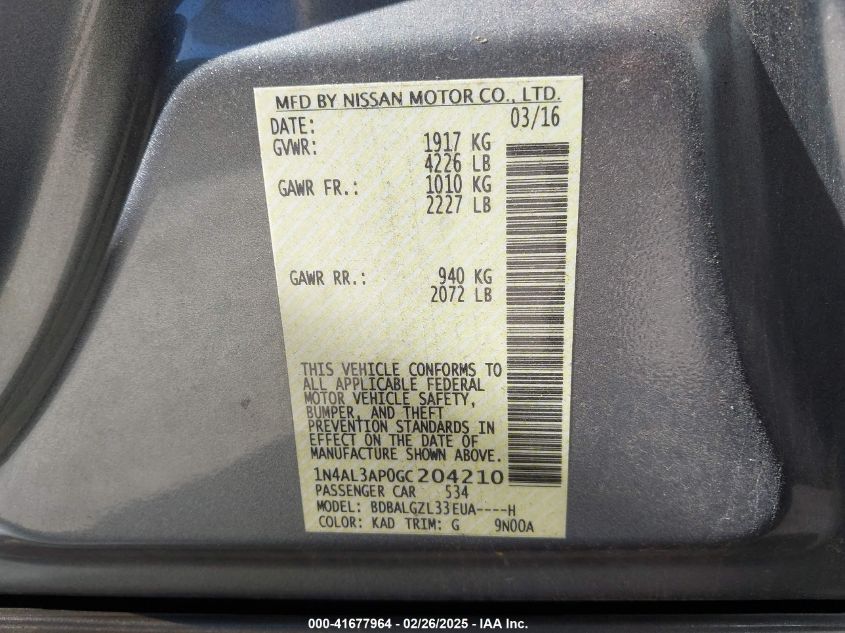 MFD BY NISSAN MOTOR CO., LTD.
DATE: 03/16
GVWR: 1917 KG
4226 LB
GAWR FR.: 1010 KG
2227 LB
GAWR RR.: 940 KG
2072 LB
THIS VEHICLE CONFORMS TO
ALL APPLICABLE FEDERAL
MOTOR VEHICLE SAFETY,
BUMPER, AND THEFT
PREVENTION STANDARDS IN
EFFECT ON THE DATE OF
MANUFACTURE SHOWN ABOVE.
1N4AL3AP0GC204210
PASSENGER CAR 534
MODEL: BDBALGZL33EUA----H
COLOR: KAD TRIM: G 9N00A
000-41677964 - 02/26/2025 - IAA Inc.